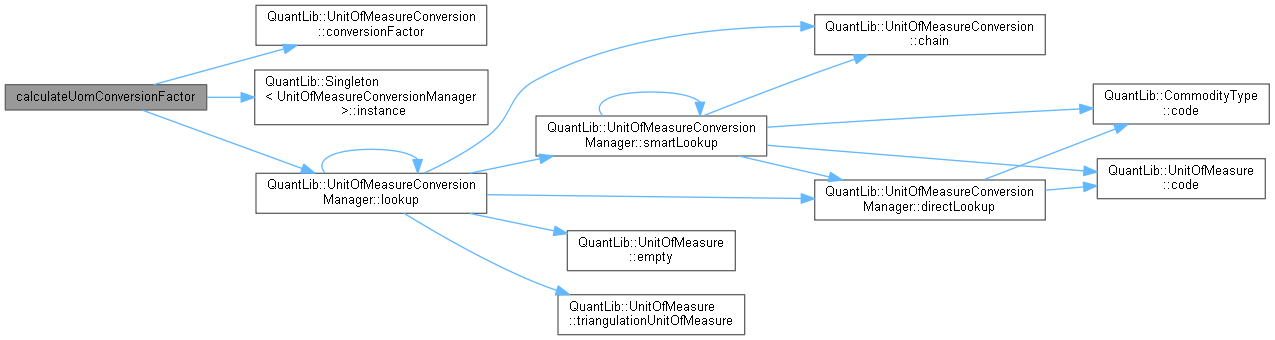 calculateUomConversionFactor
QuantLib::UnitOfMeasureConversion
::conversionFactor
QuantLib::Singleton
< UnitOfMeasureConversionManager
>::instance
QuantLib::UnitOfMeasureConversion
Manager::lookup
QuantLib::UnitOfMeasureConversion
::chain
QuantLib::UnitOfMeasureConversion
Manager::smartLookup
QuantLib::UnitOfMeasureConversion
Manager::directLookup
QuantLib::CommodityType
::code
QuantLib::UnitOfMeasure
::code
QuantLib::UnitOfMeasure
::empty
QuantLib::UnitOfMeasure
::triangulationUnitOfMeasure